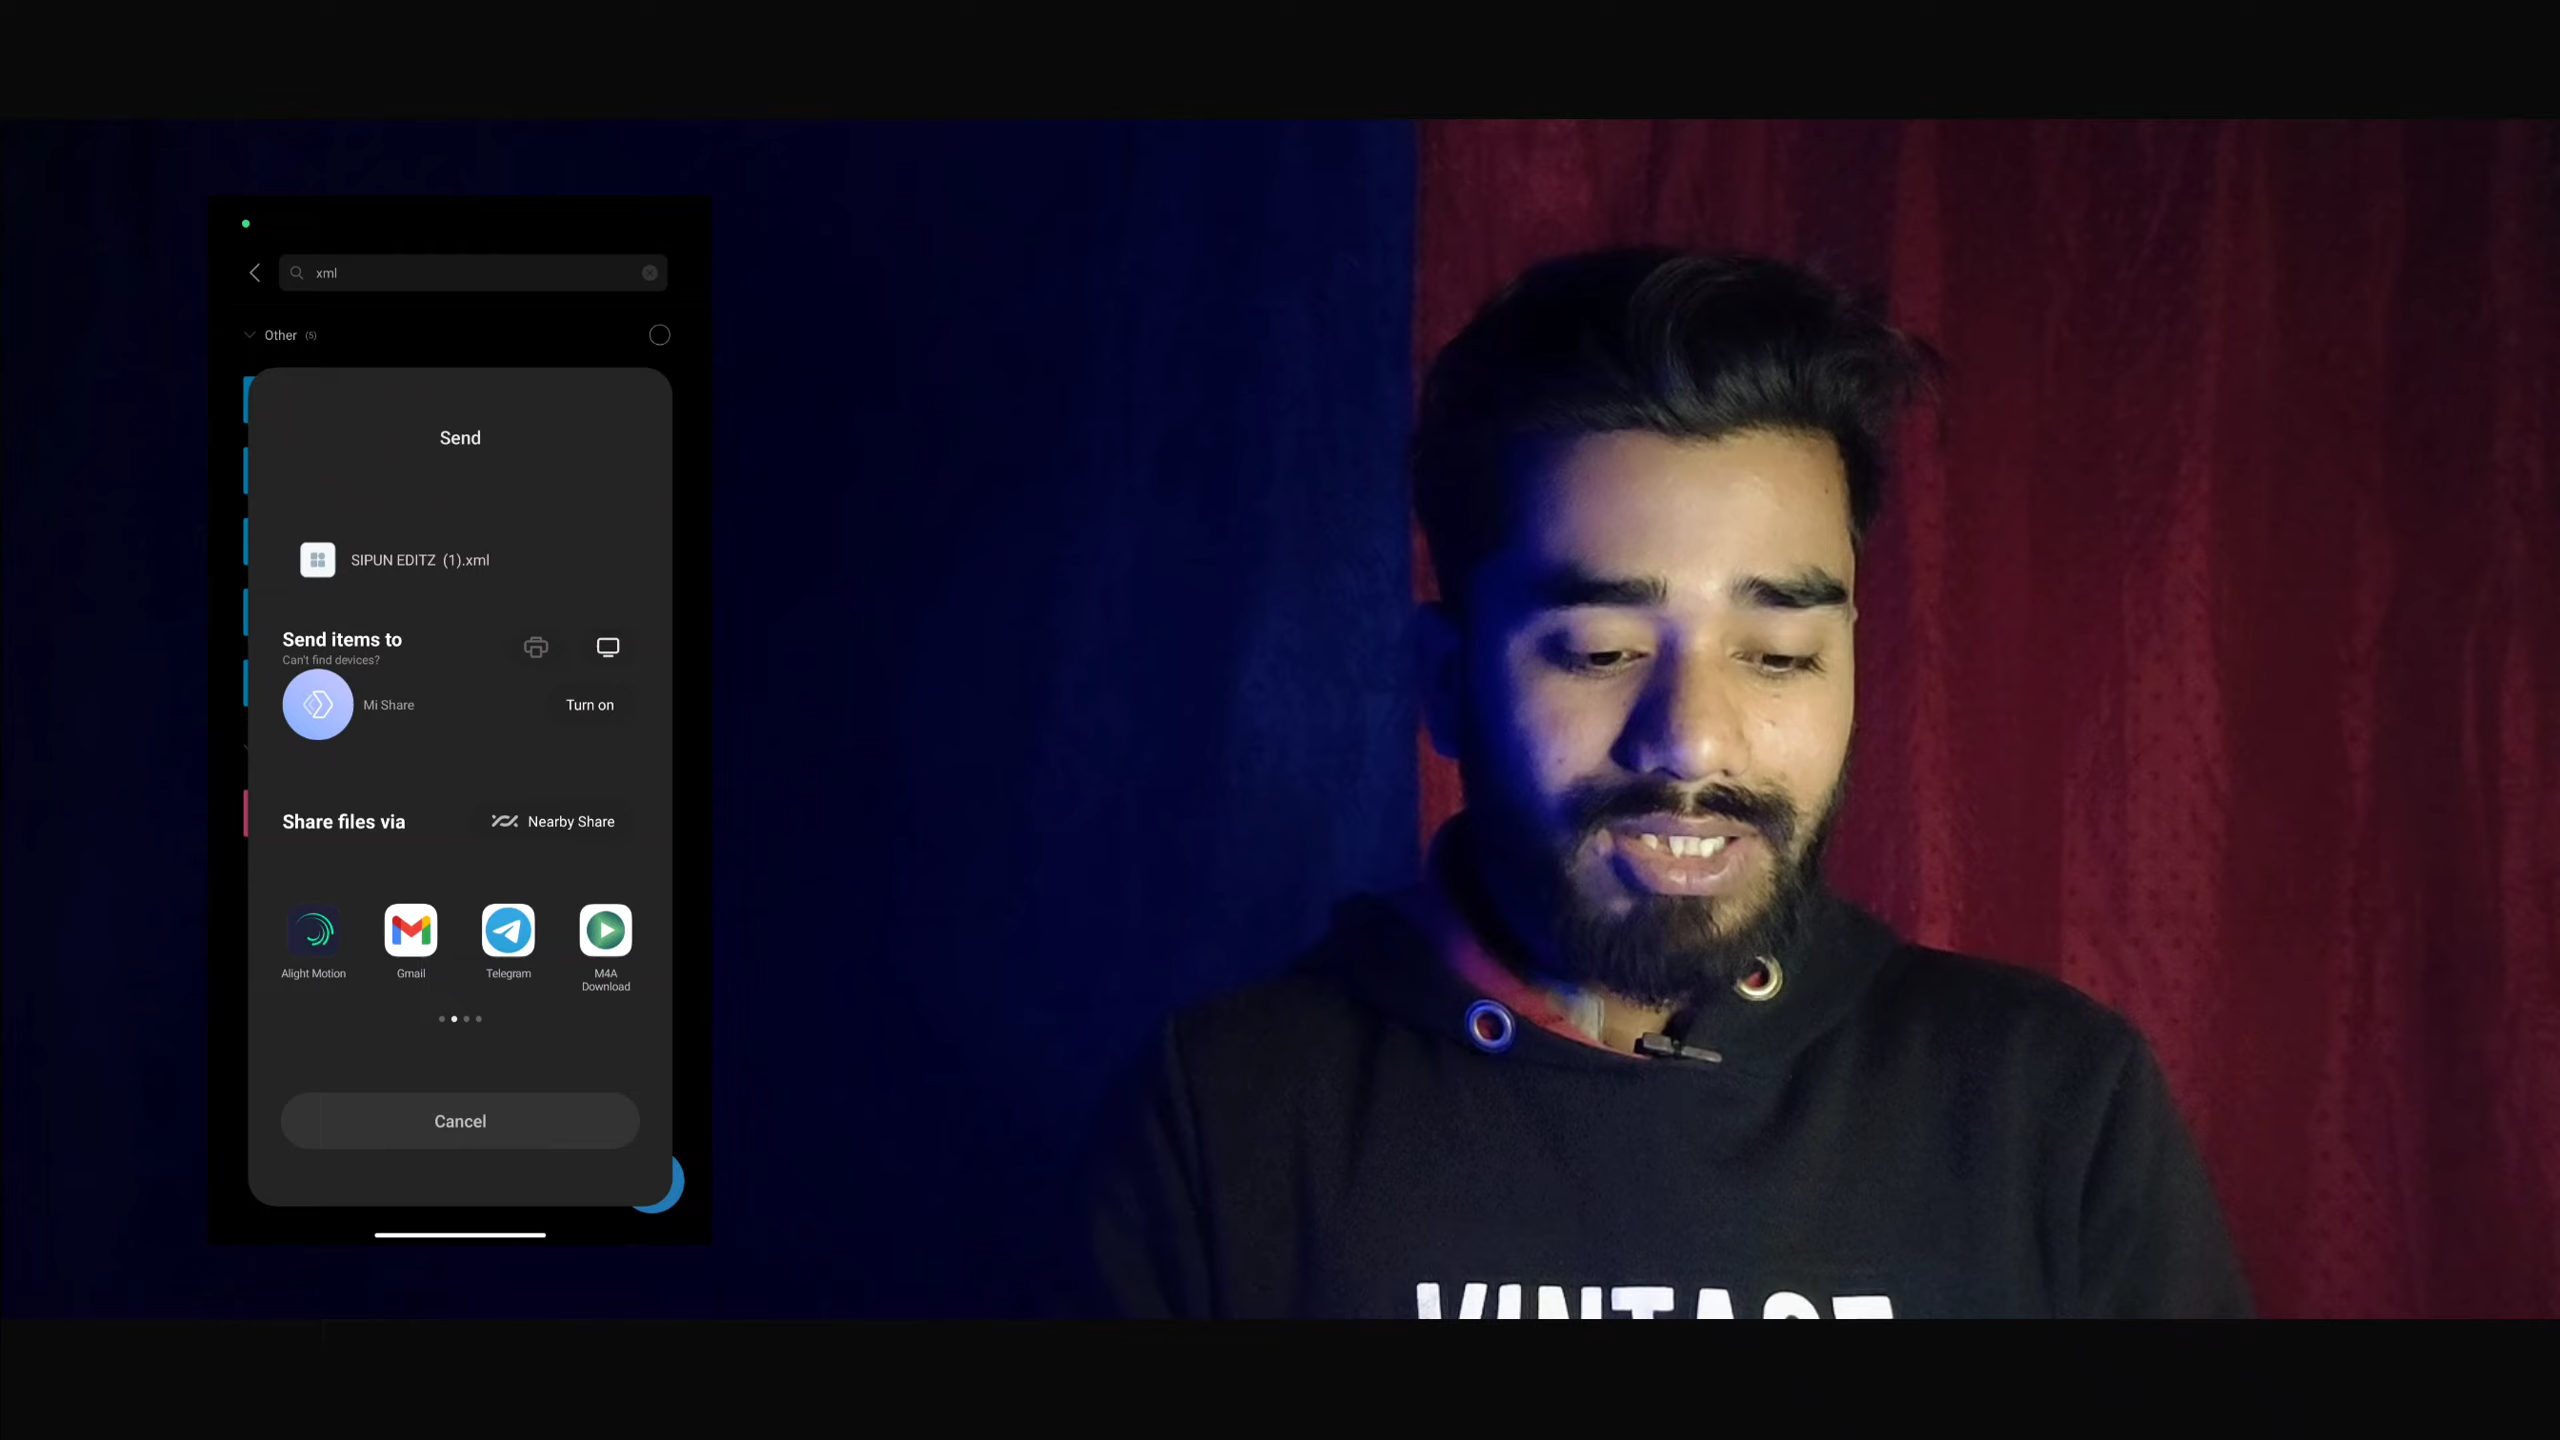 xml
Other (5)
Send
SIPUN EDITZ (1).xml
Send items to
Can't find devices?
Mi Share
Turn on
Share files via
Nearby Share
Alight Motion
Gmail
Telegram
M4A
Download
Cancel
VINTAGE